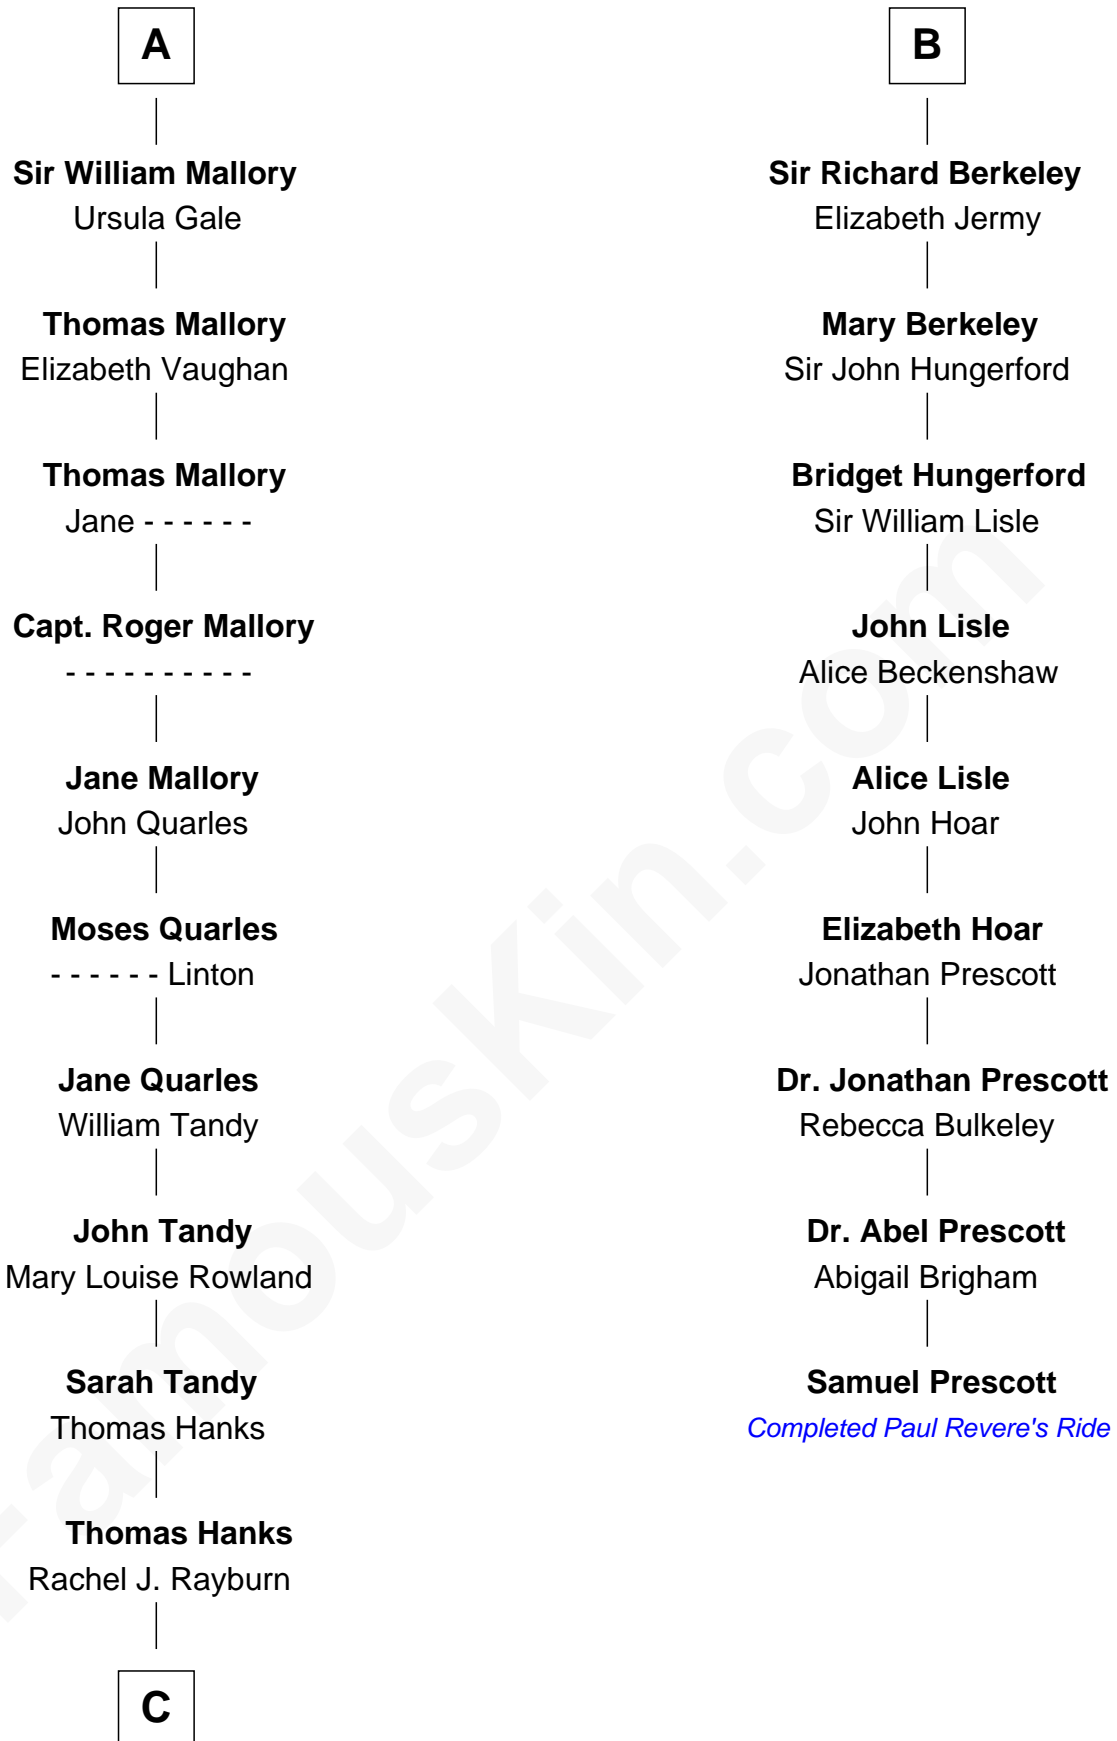 A
Sir William Mallory
Ursula Gale
Thomas Mallory
Elizabeth Vaughan
Thomas Mallory
Jane - - - - - -
Capt. Roger Mallory
- - - - - - - - - -
Jane Mallory
John Quarles
Moses Quarles
- - - - - - Linton
Jane Quarles
William Tandy
John Tandy
Mary Louise Rowland
Sarah Tandy
Thomas Hanks
Thomas Hanks
Rachel J. Rayburn
C
B
Sir Richard Berkeley
Elizabeth Jermy
Mary Berkeley
Sir John Hungerford
Bridget Hungerford
Sir William Lisle
John Lisle
Alice Beckenshaw
Alice Lisle
John Hoar
Elizabeth Hoar
Jonathan Prescott
Dr. Jonathan Prescott
Rebecca Bulkeley
Dr. Abel Prescott
Abigail Brigham
Samuel Prescott
Completed Paul Revere's Ride
FamousKin.com